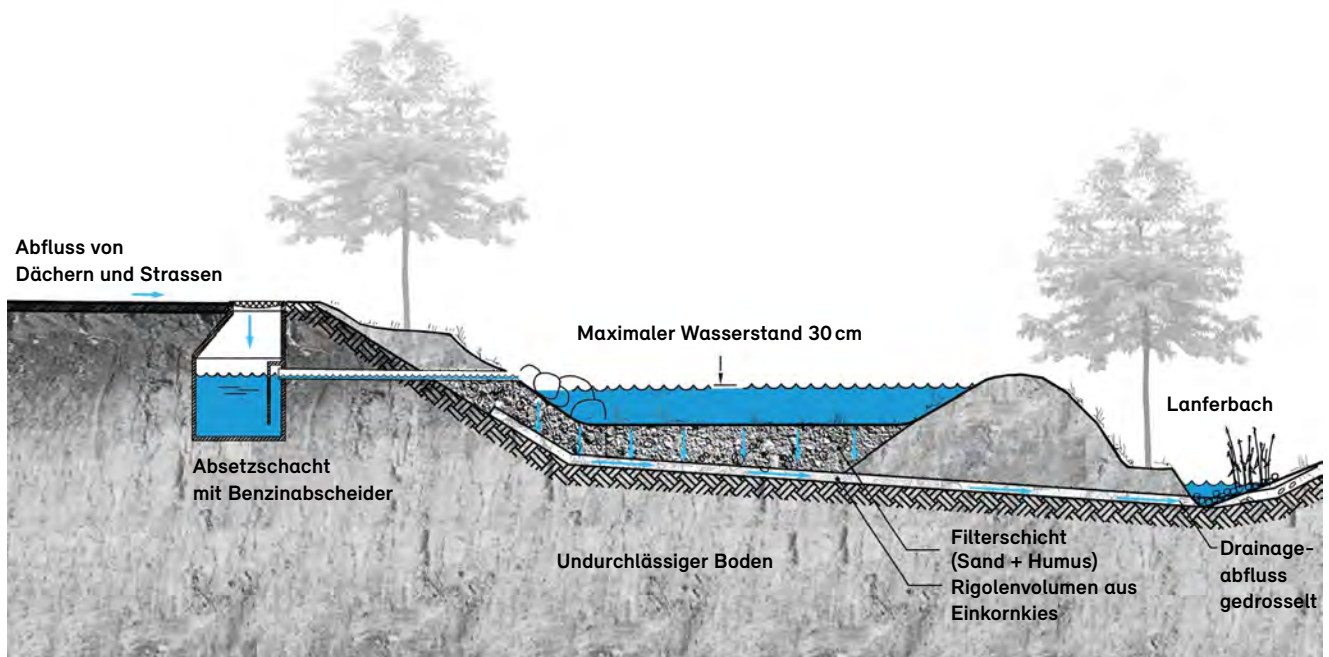 Abfluss von
Dächern und Strassen
Maximaler Wasserstand 30 cm
Lanferbach
Absetzschacht
mit Benzinabscheider
Undurchlässiger Boden
Filterschicht
(Sand + Humus)
Rigolenvolumen aus
Einkornkies
Drainage-
abfluss
gedrosselt